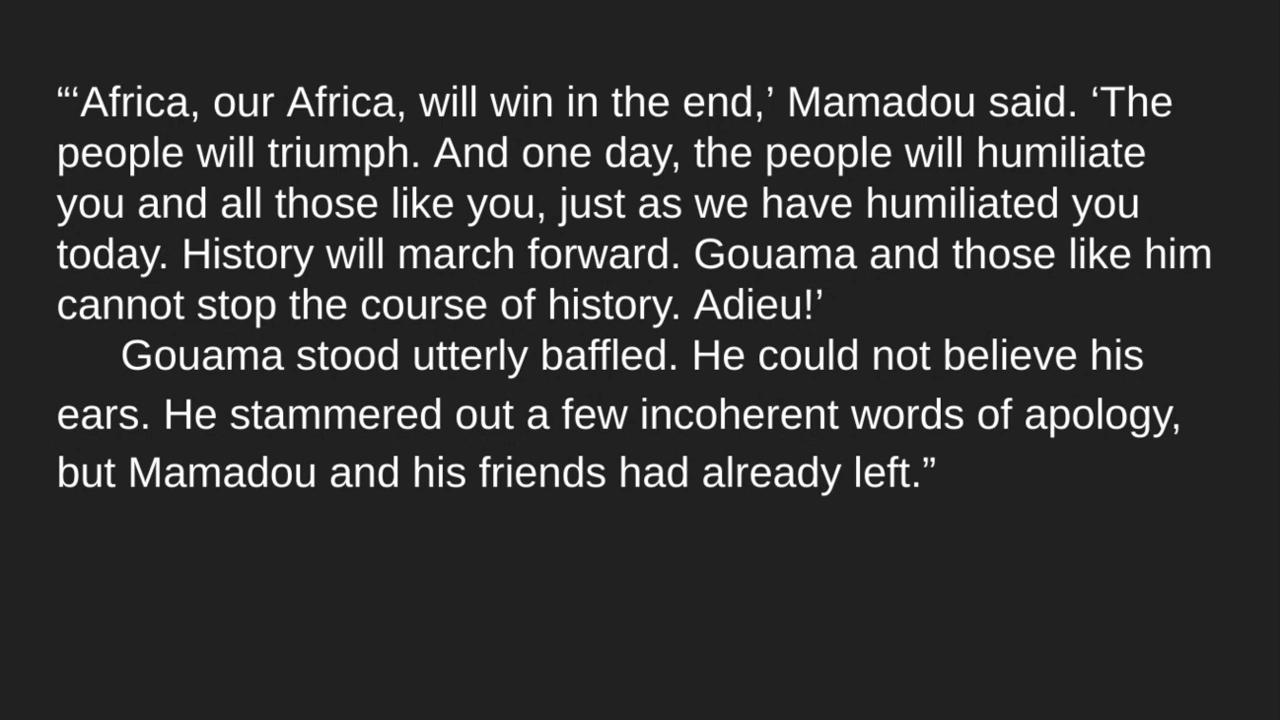 “‘Africa, our Africa, will win in the end,’ Mamadou said. ‘The
people will triumph. And one day, the people will humiliate
you and all those like you, just as we have humiliated you
today. History will march forward. Gouama and those like him
cannot stop the course of history. Adieu!’
Gouama stood utterly baffled. He could not believe his
ears. He stammered out a few incoherent words of apology,
but Mamadou and his friends had already left.”